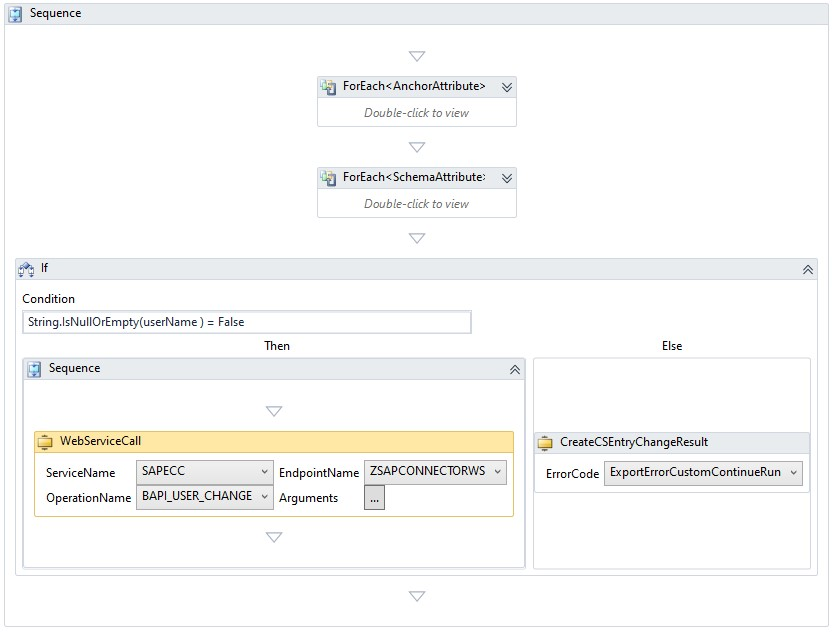 Sequence
ForEach<AnchorAttribute>
Double-click to view
ForEach<SchemaAttribute>
Double-click to view
If
Condition
String.IsNullOrEmpty(userName ) = False
Then
Else
Sequence
WebServiceCall
ServiceName SAPECC EndpointName ZSAPCONNECTORWS
OperationName BAPI_USER_CHANGE Arguments ...
CreateCSEntryChangeResult
ErrorCode ExportErrorCustomContinueRun